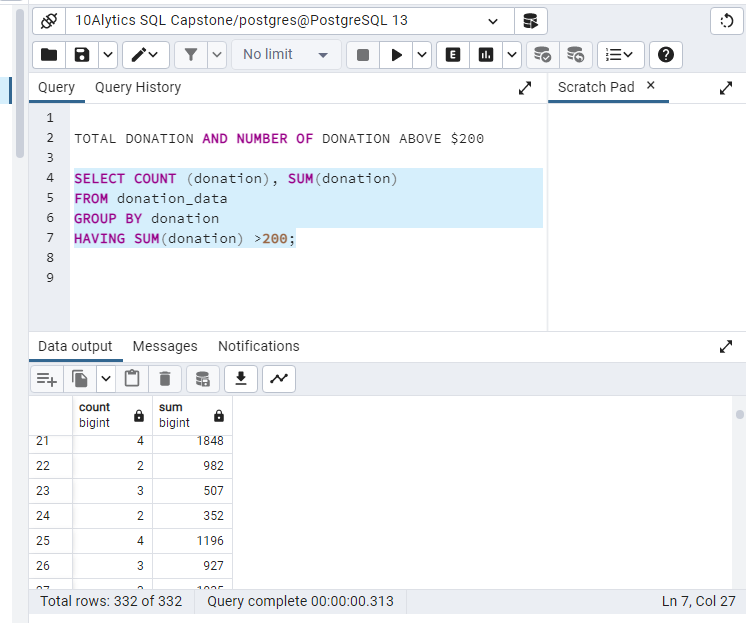 10Alytics SQL Capstone/postgres@PostgreSQL 13
No limit
E
Query Query History
Scratch Pad ×
1
2 TOTAL DONATION AND NUMBER OF DONATION ABOVE $200
3
4 SELECT COUNT (donation), SUM(donation)
5 FROM donation_data
6 GROUP BY donation
7 HAVING SUM(donation) >200;
8
9
Data output Messages Notifications
count sum
bigint bigint
21 4 1848
22 2 982
23 3 507
24 2 352
25 4 1196
26 3 927
Total rows: 332 of 332 Query complete 00:00:00.313 Ln 7, Col 27